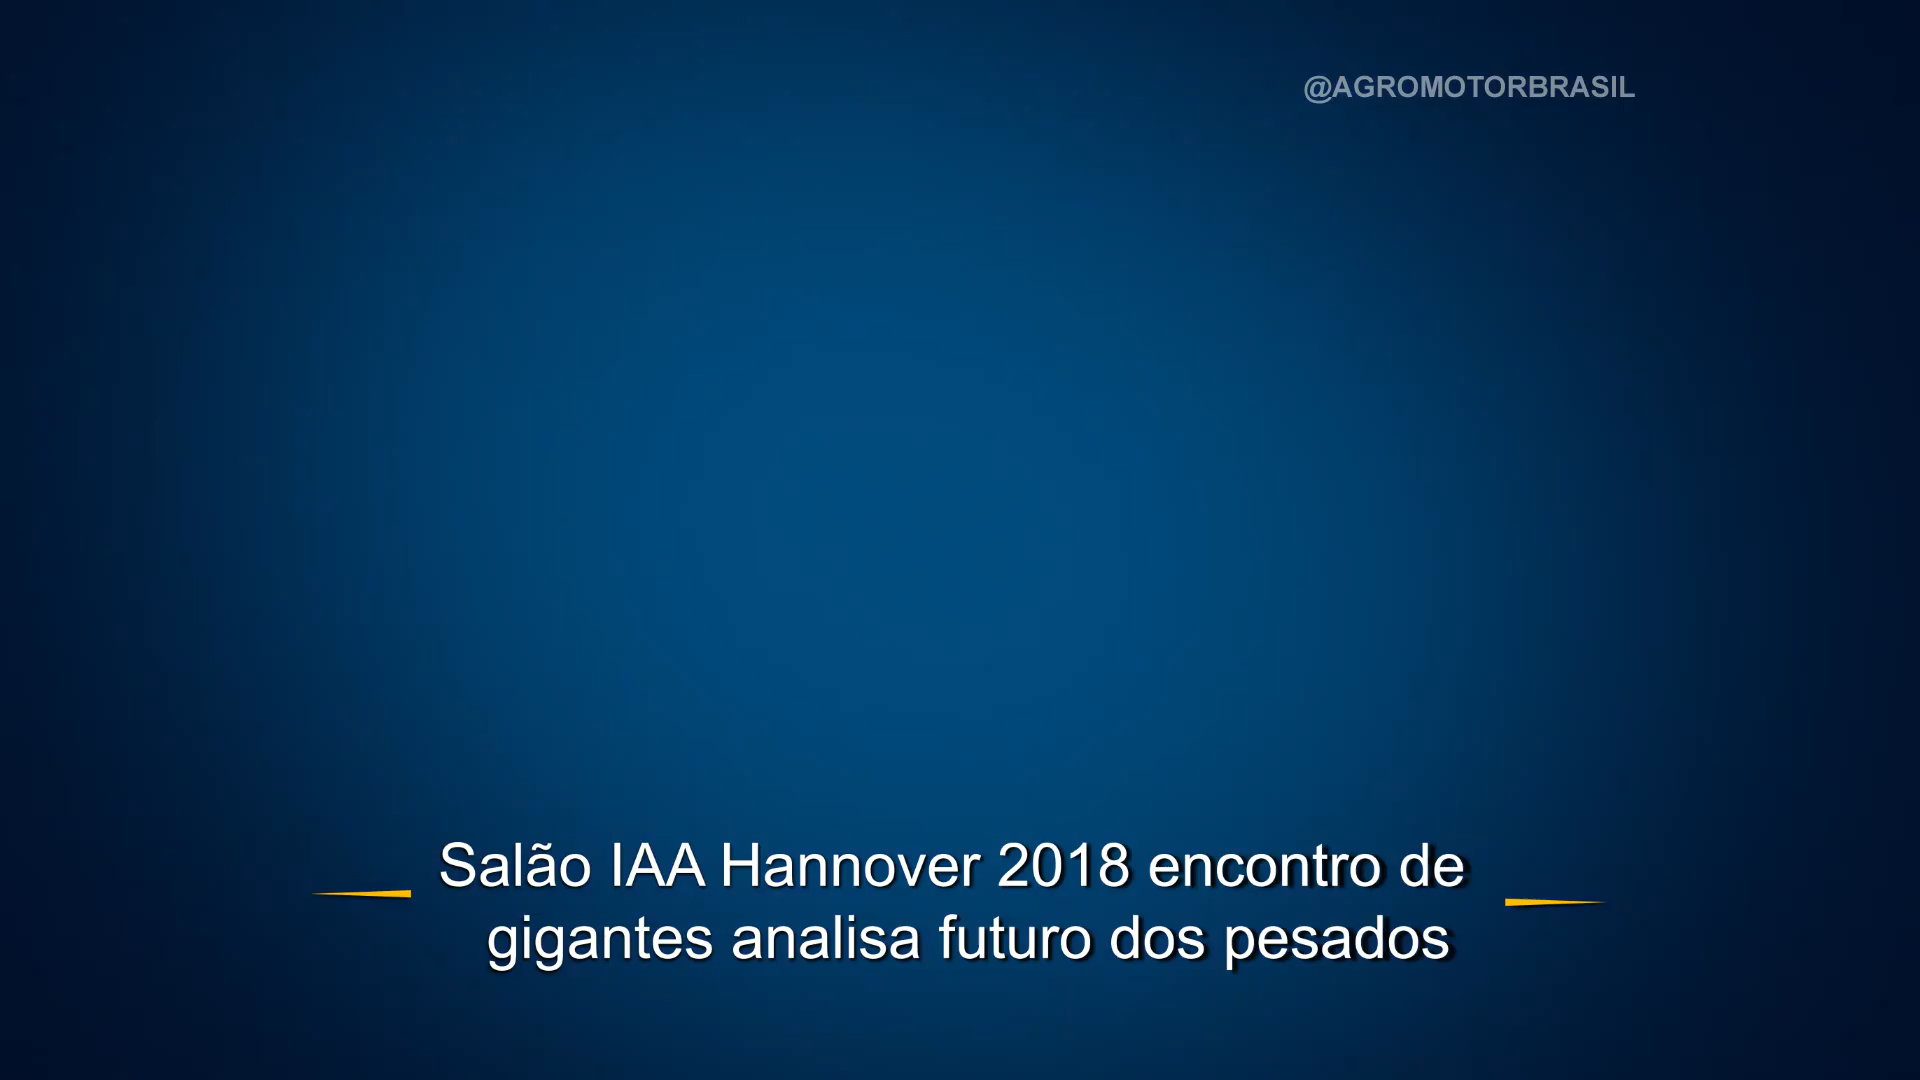 @AGROMOTORBRASIL
Salão IAA Hannover 2018 encontro de
gigantes analisa futuro dos pesados